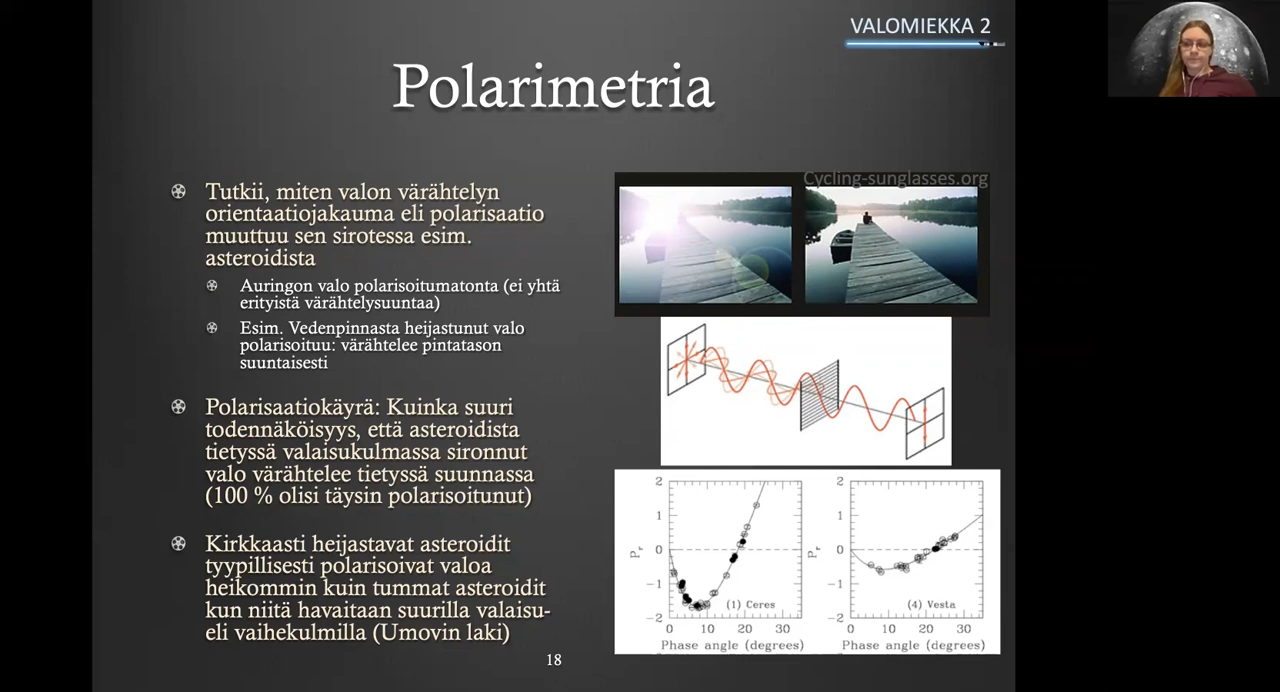 VALOMIEKKA 2
Polarimetria
Tutkii, miten valon värähtelyn
orientaatiojakauma eli polarisaatio
muuttuu sen sirotessa esim.
asteroidista
Auringon valo polarisoitumatonta (ei yhtä
erityistä värähtelysuuntaa)
Esim. Vedenpinnasta heijastunut valo
polarisoituu: värähtelee pintatason
suuntaisesti
Polarisaatiokäyrä: Kuinka suuri
todennäköisyys, että asteroidista
tietyssä valaisukulmassa sironnut
valo värähtelee tietyssä suunnassa
(100 % olisi täysin polarisoitunut)
Kirkkaasti heijastavat asteroidit
tyypillisesti polarisoivat valoa
heikommin kuin tummat asteroidit
kun niitä havaitaan suurilla valaisu-
eli vaihekulmilla (Umovin laki)
18
Cycling-sunglasses.org
2
1
0
−1
−2
Pr
(1) Ceres
0 10 20 30
Phase angle (degrees)
2
1
0
−1
−2
Pr
(4) Vesta
0 10 20 30
Phase angle (degrees)